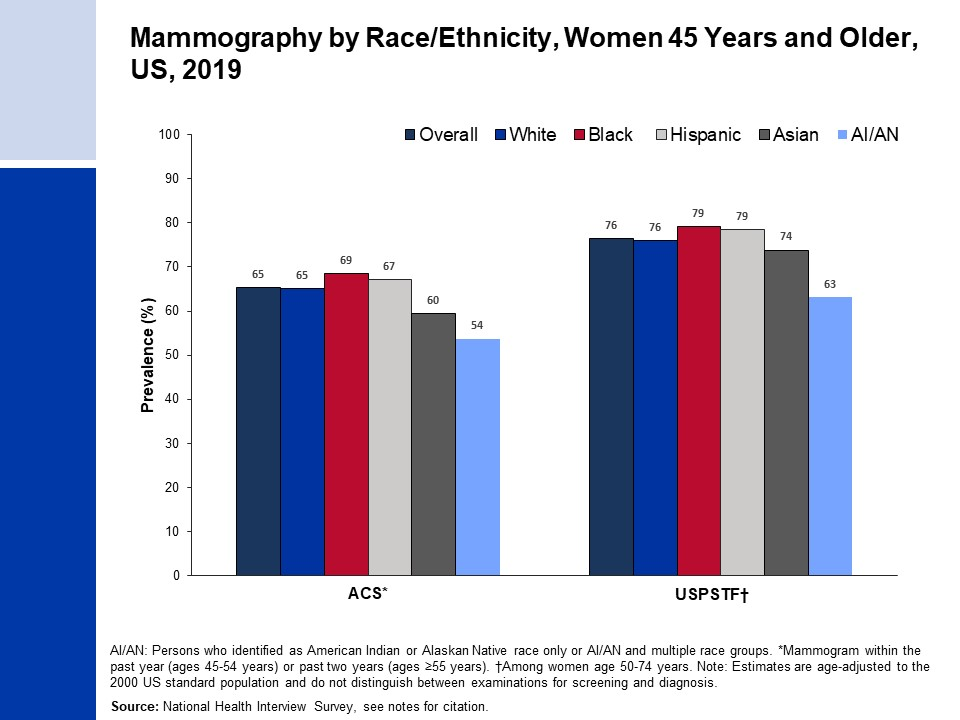 Mammography by Race/Ethnicity, Women 45 Years and Older,
US, 2019
Overall White Black Hispanic Asian AI/AN
Prevalence (%)
100
90
80
70
60
50
40
30
20
10
0
65 65 69 67 60 54
76 76 79 79 74 63
ACS* USPSTF†
AI/AN: Persons who identified as American Indian or Alaskan Native race only or AI/AN and multiple race groups. *Mammogram within the
past year (ages 45-54 years) or past two years (ages ≥55 years). †Among women age 50-74 years. Note: Estimates are age-adjusted to the
2000 US standard population and do not distinguish between examinations for screening and diagnosis.
Source: National Health Interview Survey, see notes for citation.